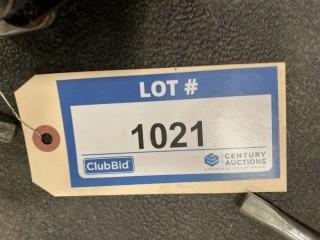 LOT #
1021
ClubBid
CENTURY
AUCTIONS